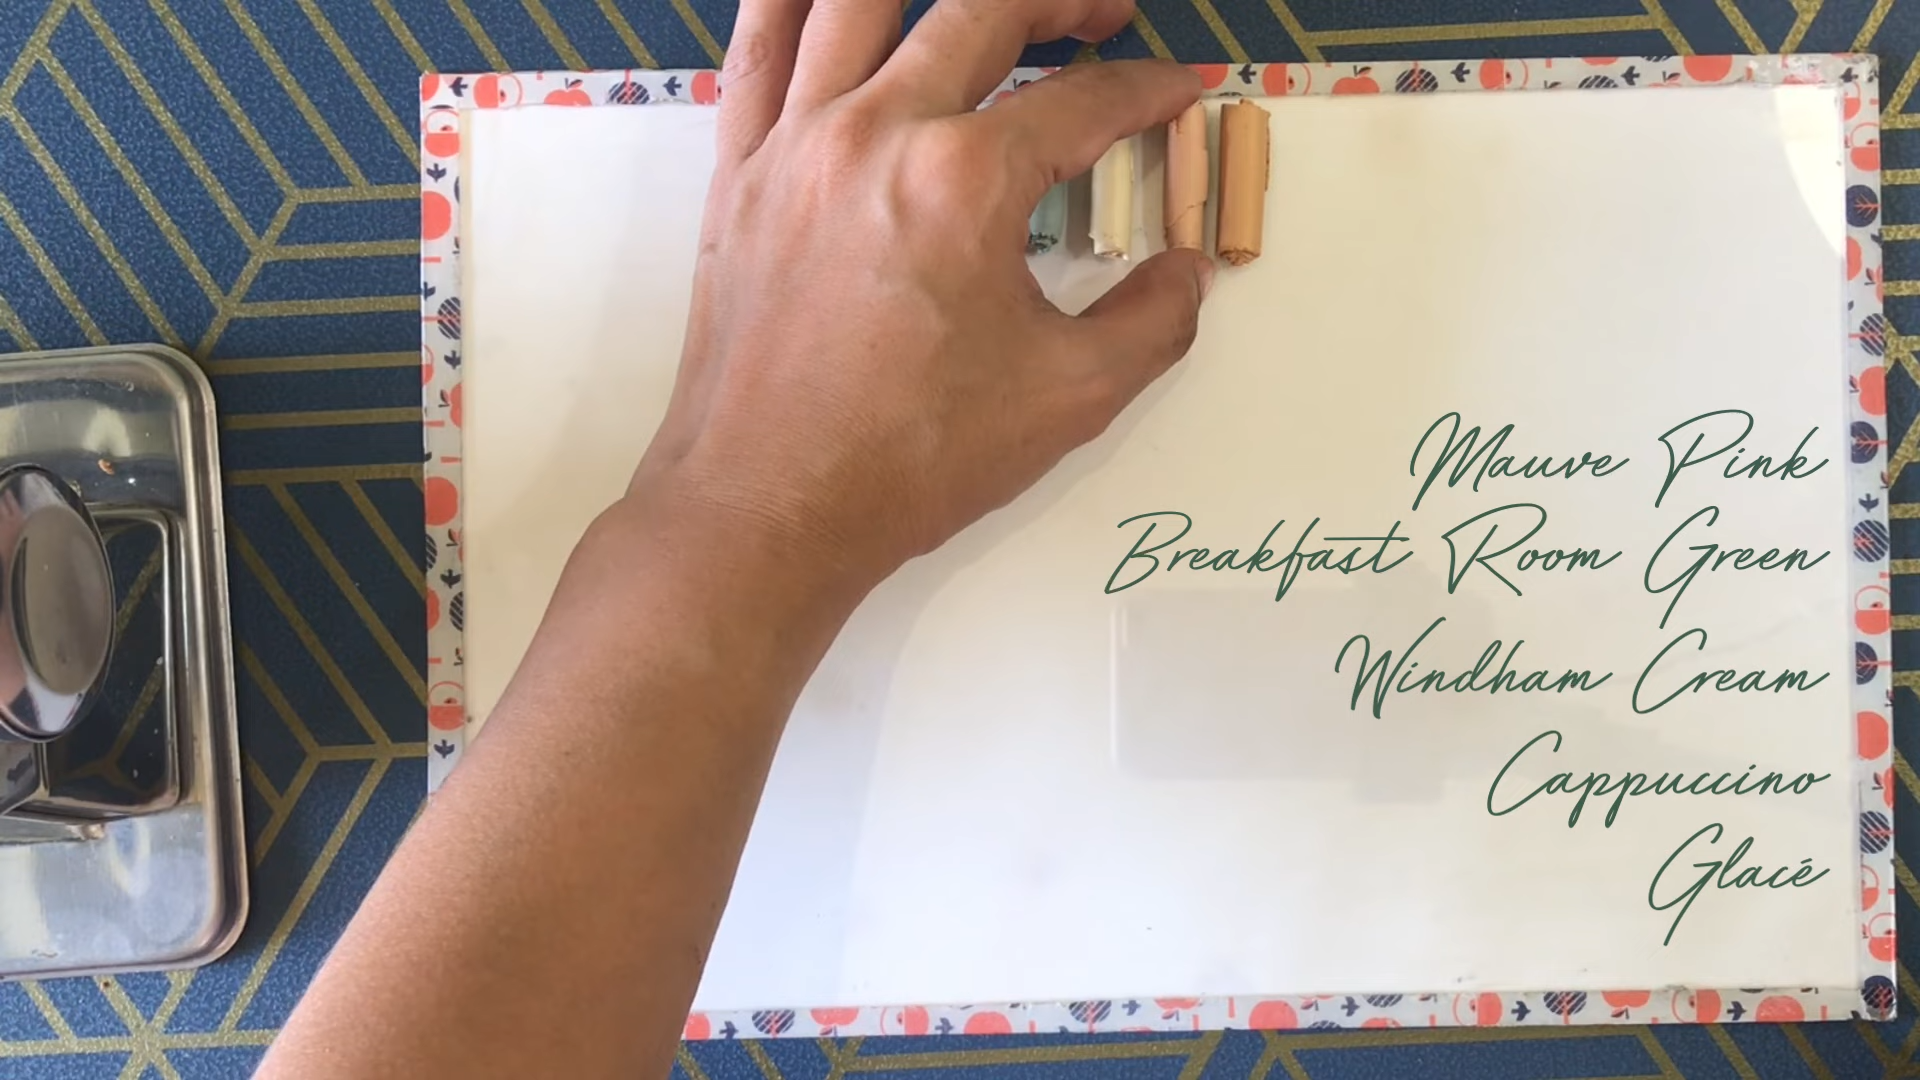 Mauve Pink
Breakfast Room Green
Windham Cream
Cappuccino
Glacé